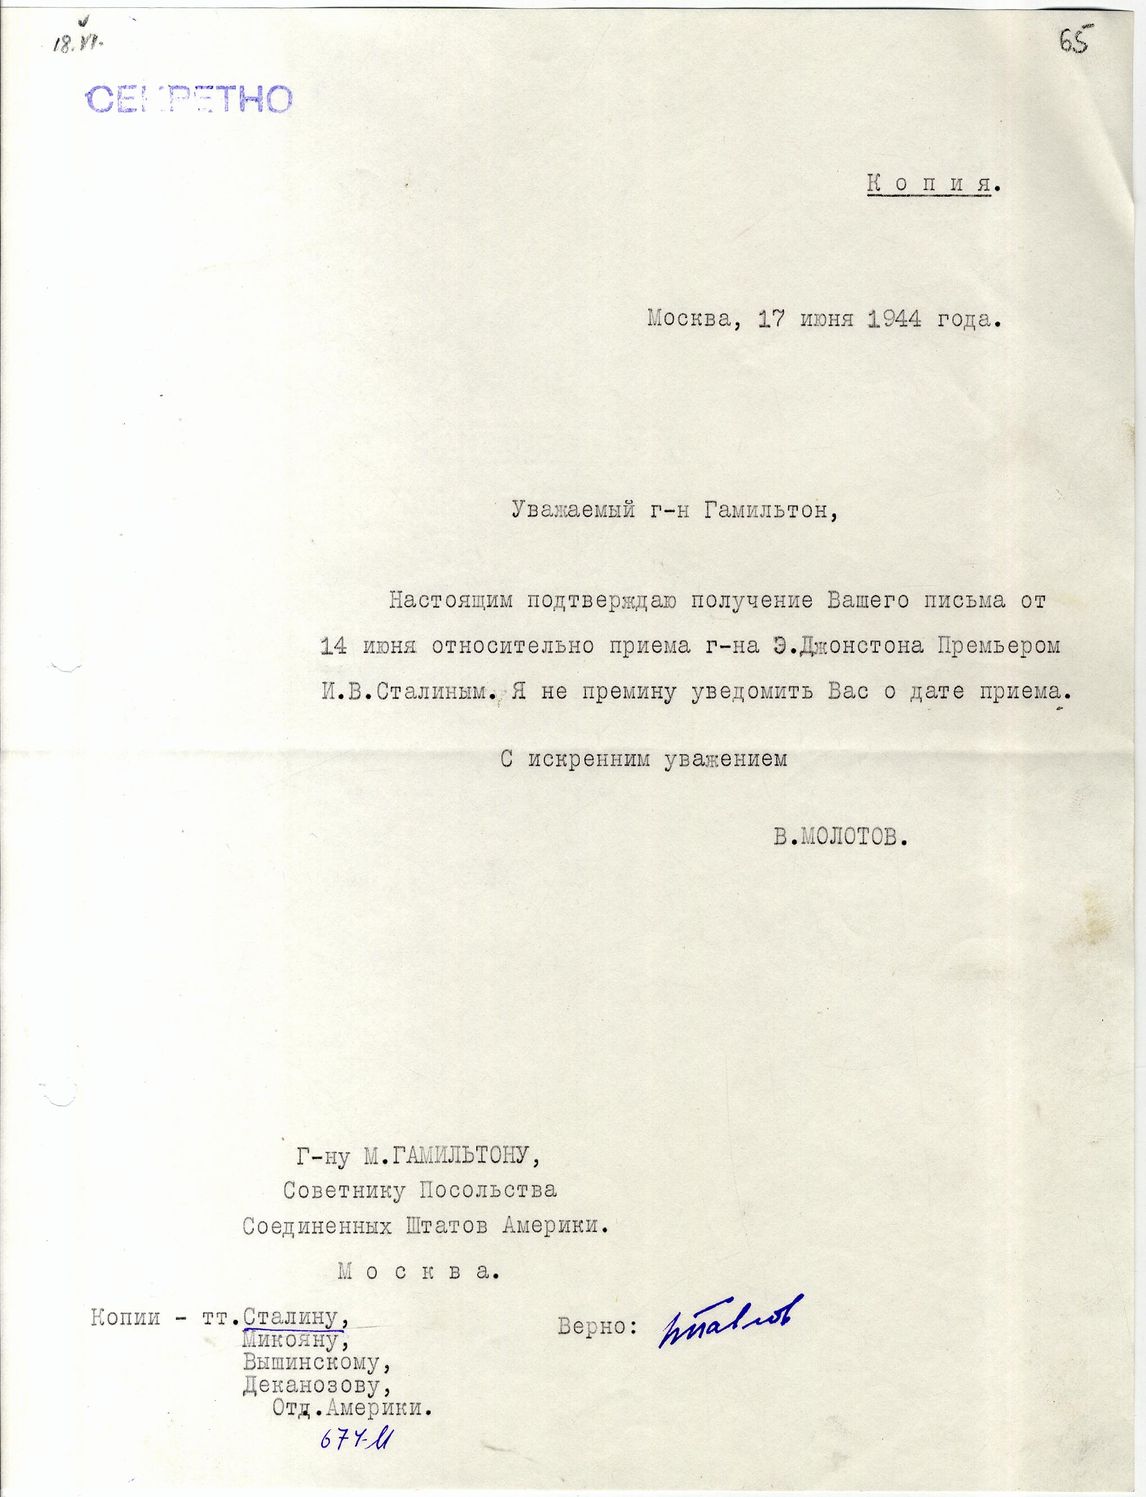 18.VI.
65
СЕКРЕТНО
К о п и я.
Москва, 17 июня 1944 года.
Уважаемый г-н Гамильтон,
Настоящим подтверждаю получение Вашего письма от
14 июня относительно приема г-на Э.Джонстона Премьером
И.В.Сталиным. Я не премину уведомить Вас о дате приема.
С искренним уважением
В.МОЛОТОВ.
Г-ну М.ГАМИЛЬТОНУ,
Советнику Посольства
Соединенных Штатов Америки.
М о с к в а.
Копии - тт.Сталину,
Микояну,
Вышинскому,
Деканозову,
Отд.Америки.
Верно:
674-М